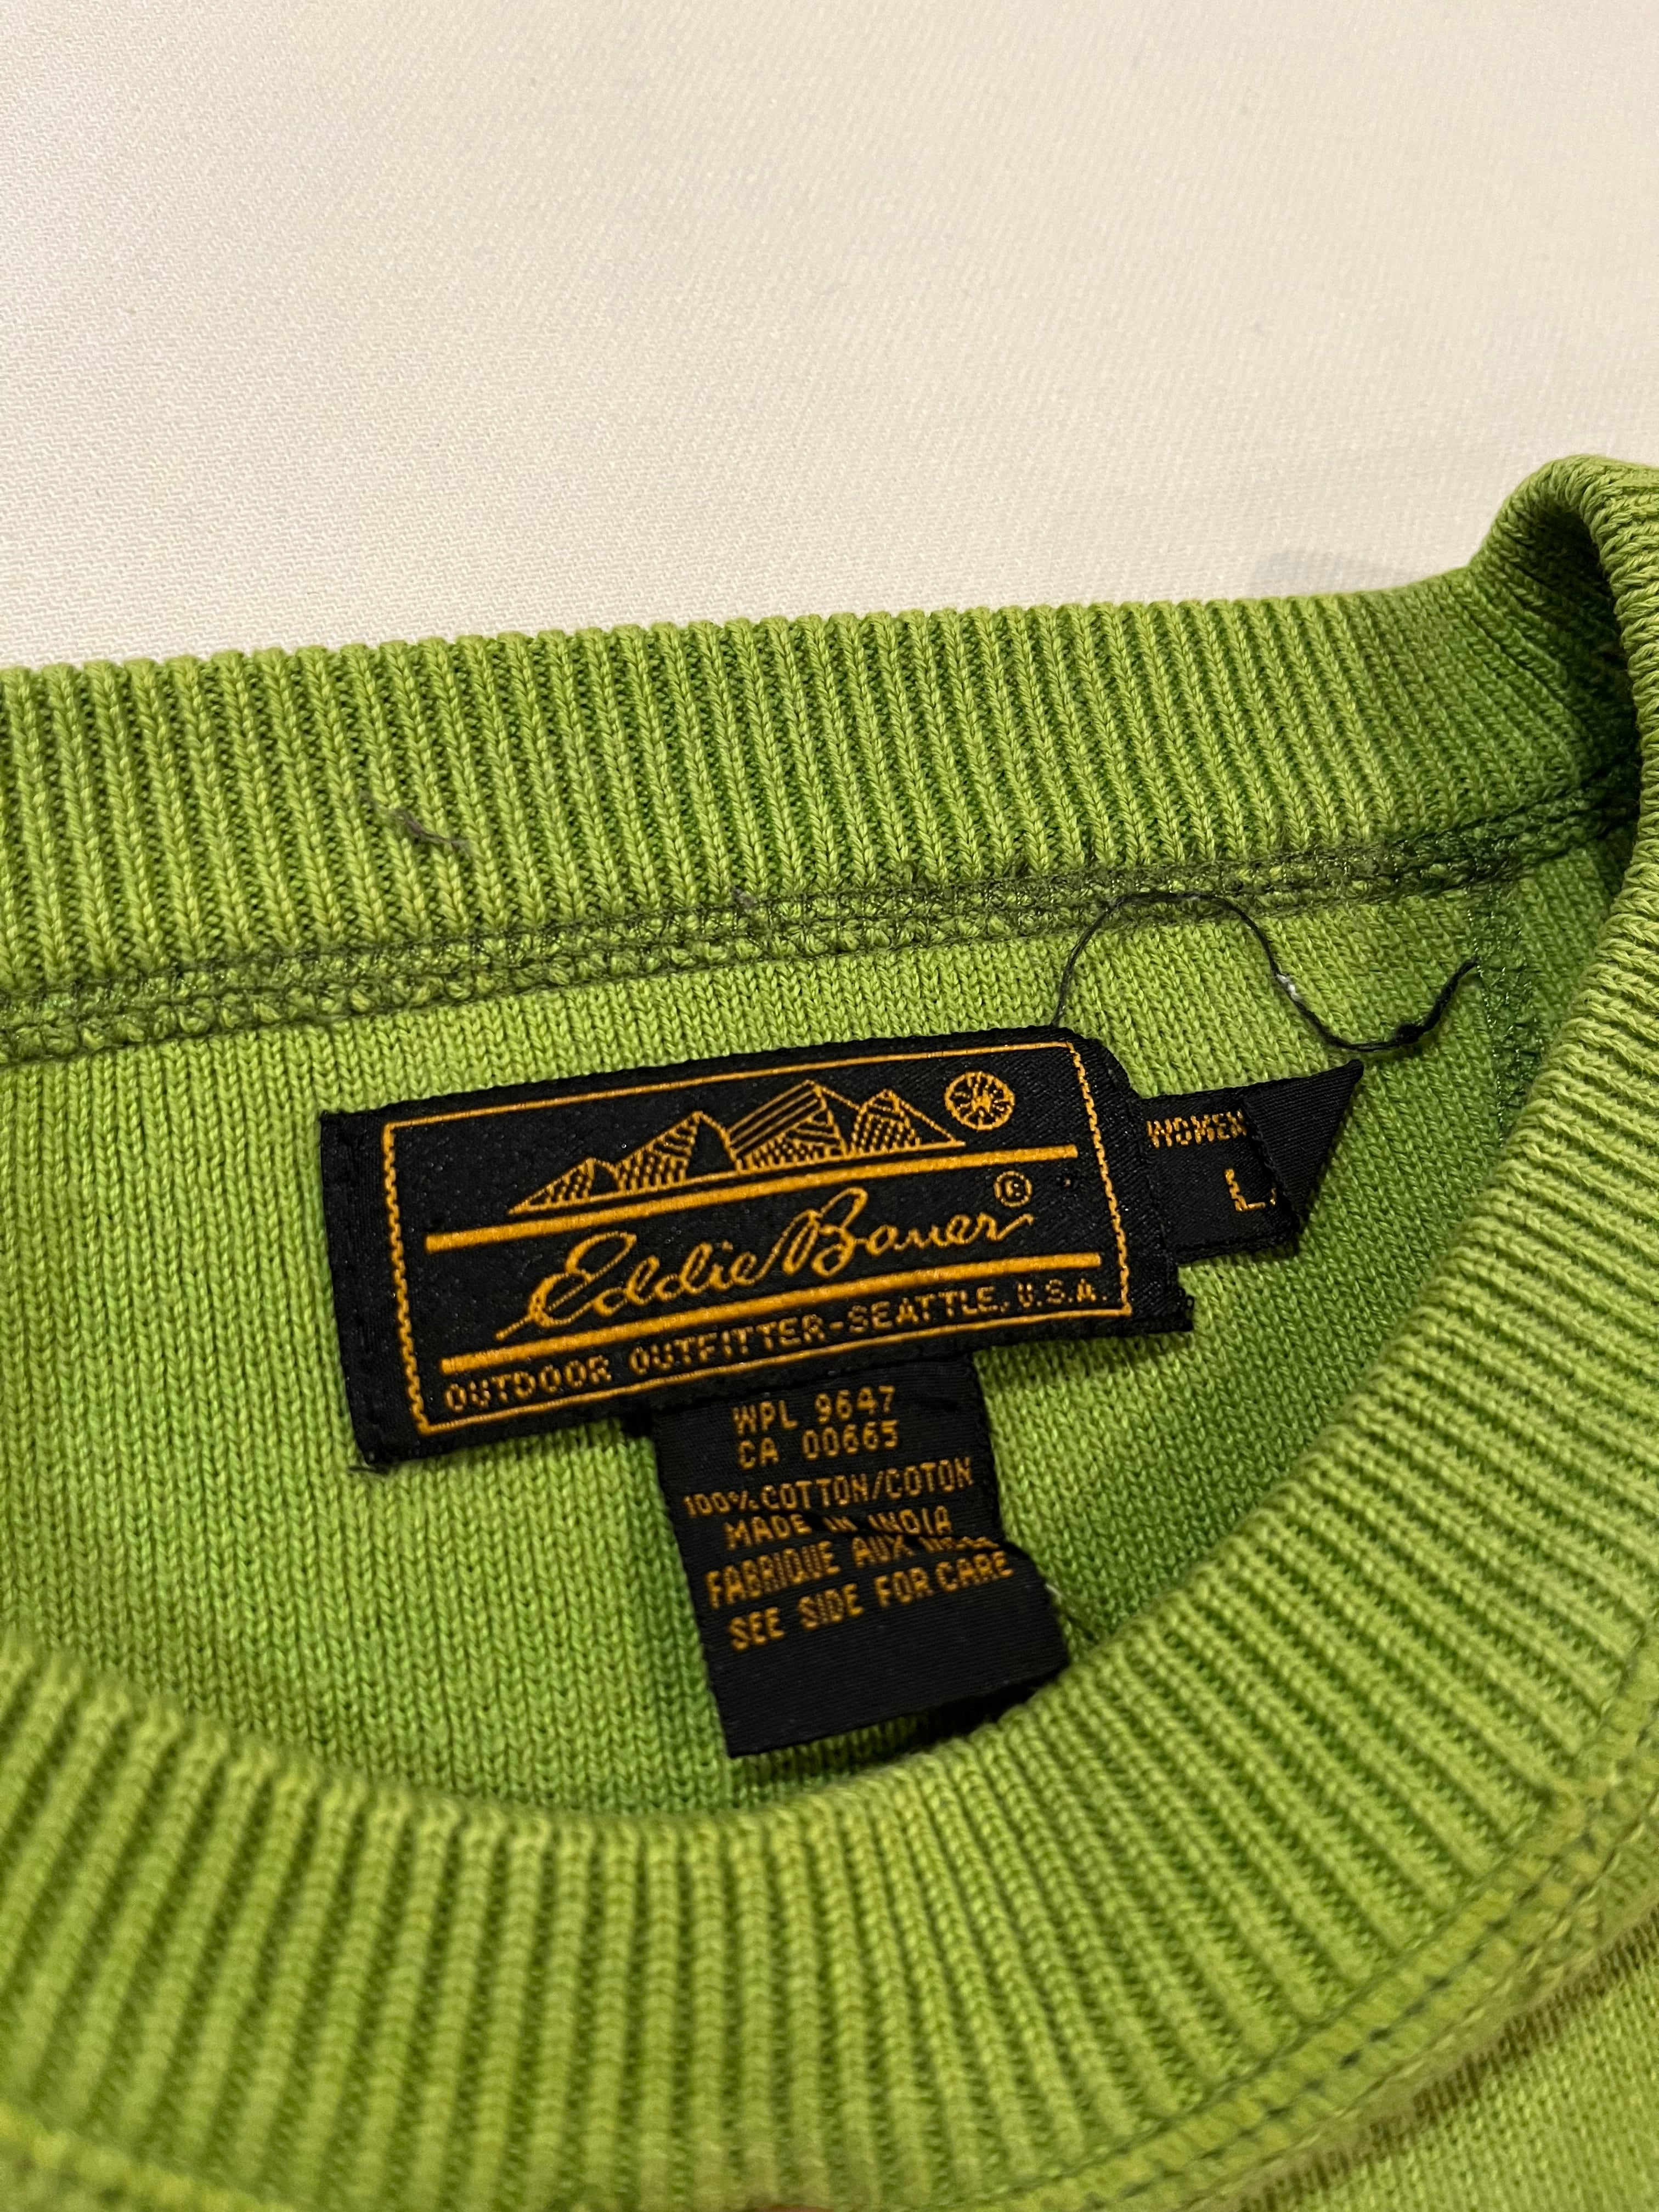 Eddie Bauer ©
OUTDOOR OUTFITTER-SEATTLE, U.S.A.
WOMEN
L
WPL 9647
CA 00665
100% COTTON/COTON
MADE IN INDIA
FABRIQUE AUX
SEE SIDE FOR CARE